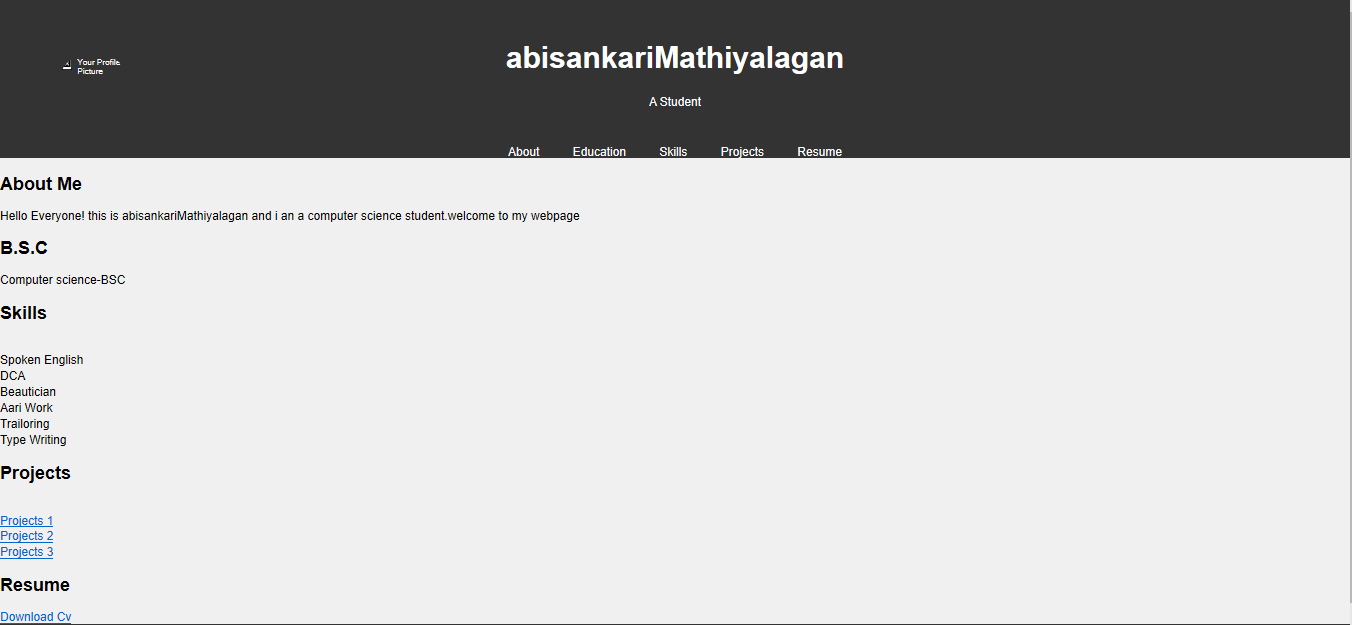 Your Profile
Picture
abisankariMathiyalagan
A Student
About Education Skills Projects Resume
About Me
Hello Everyone! this is abisankariMathiyalagan and i an a computer science student.welcome to my webpage
B.S.C
Computer science-BSC
Skills
Spoken English
DCA
Beautician
Aari Work
Trailoring
Type Writing
Projects
Projects 1
Projects 2
Projects 3
Resume
Download Cv